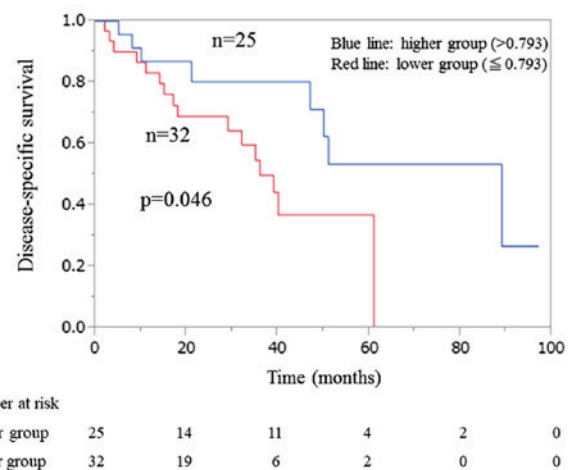 1.0
0.8
0.6
0.4
0.2
0.0
Disease-specific survival
n=25
Blue line: higher group (>0.793)
Red line: lower group (≦ 0.793)
n=32
p=0.046
0 20 40 60 80 100
Time (months)
er at risk
r group 25 14 11 4 2 0
r group 32 19 6 2 0 0